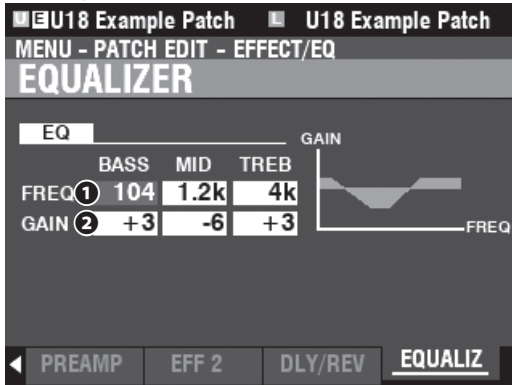 U E U18 Example Patch L U18 Example Patch
MENU - PATCH EDIT - EFFECT/EQ
EQUALIZER
EQ
GAIN
BASS MID TREB
FREQ 1 104 1.2k 4k
GAIN 2 +3 -6 +3
FREQ
PREAMP EFF 2 DLY/REV EQUALIZ